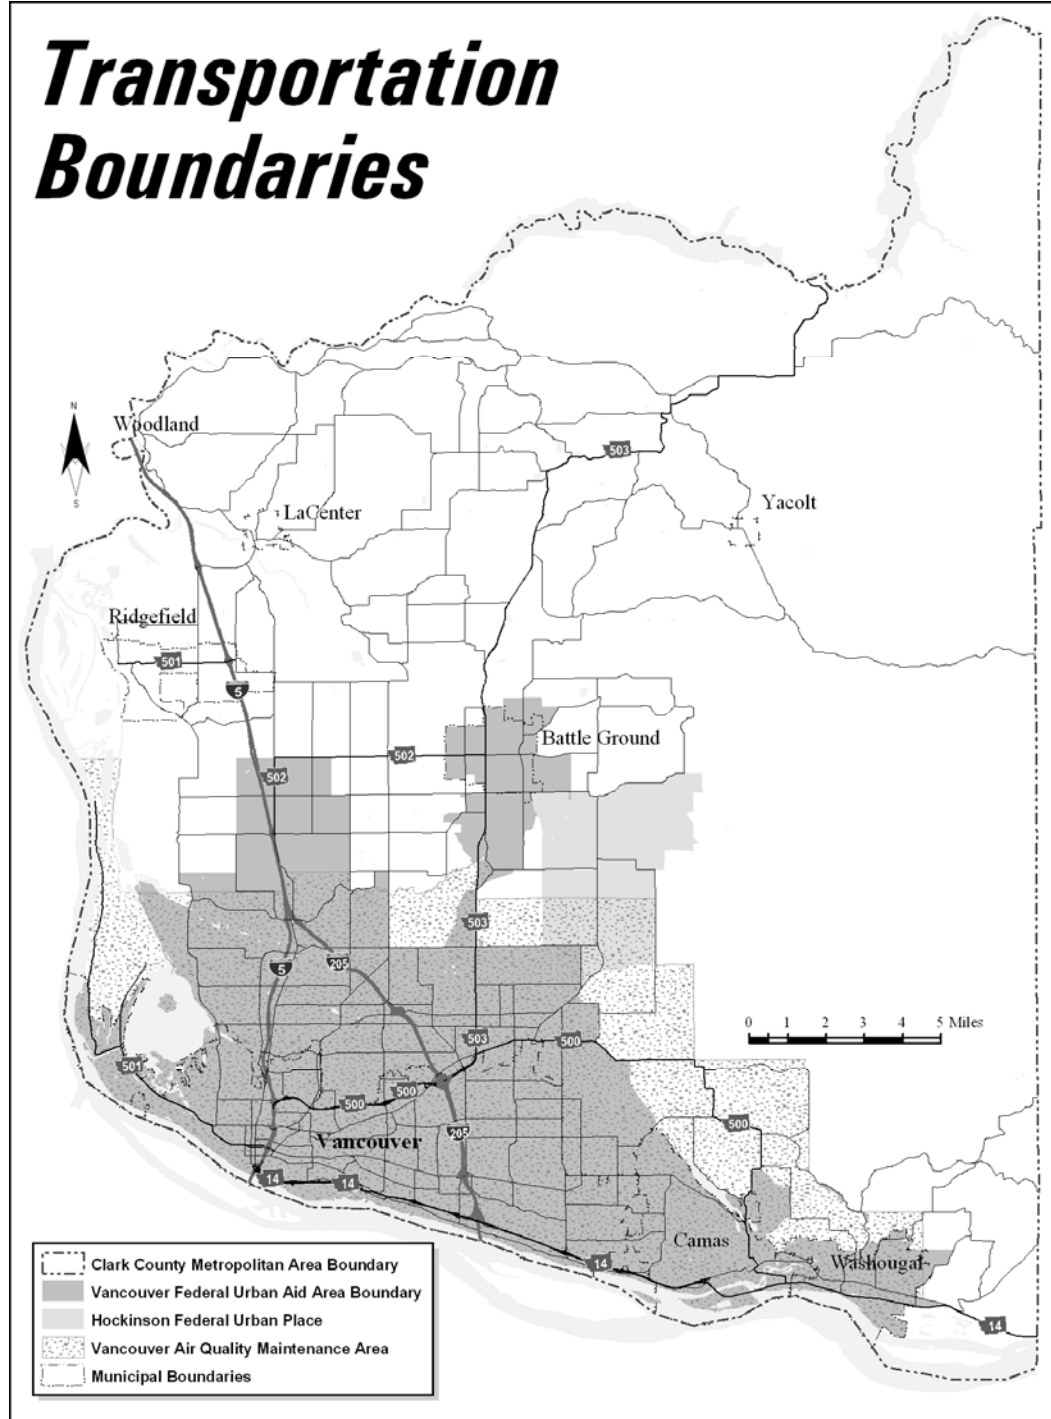 Transportation
Boundaries
N
S
Woodland
503
LaCenter
Yacolt
Ridgefield
501
5
502
502
Battle Ground
503
5
205
0 1 2 3 4 5 Miles
503
500
501
500
500
500
205
Vancouver
14
14
Camas
14
Washougal
14
Clark County Metropolitan Area Boundary
Vancouver Federal Urban Aid Area Boundary
Hockinson Federal Urban Place
Vancouver Air Quality Maintenance Area
Municipal Boundaries